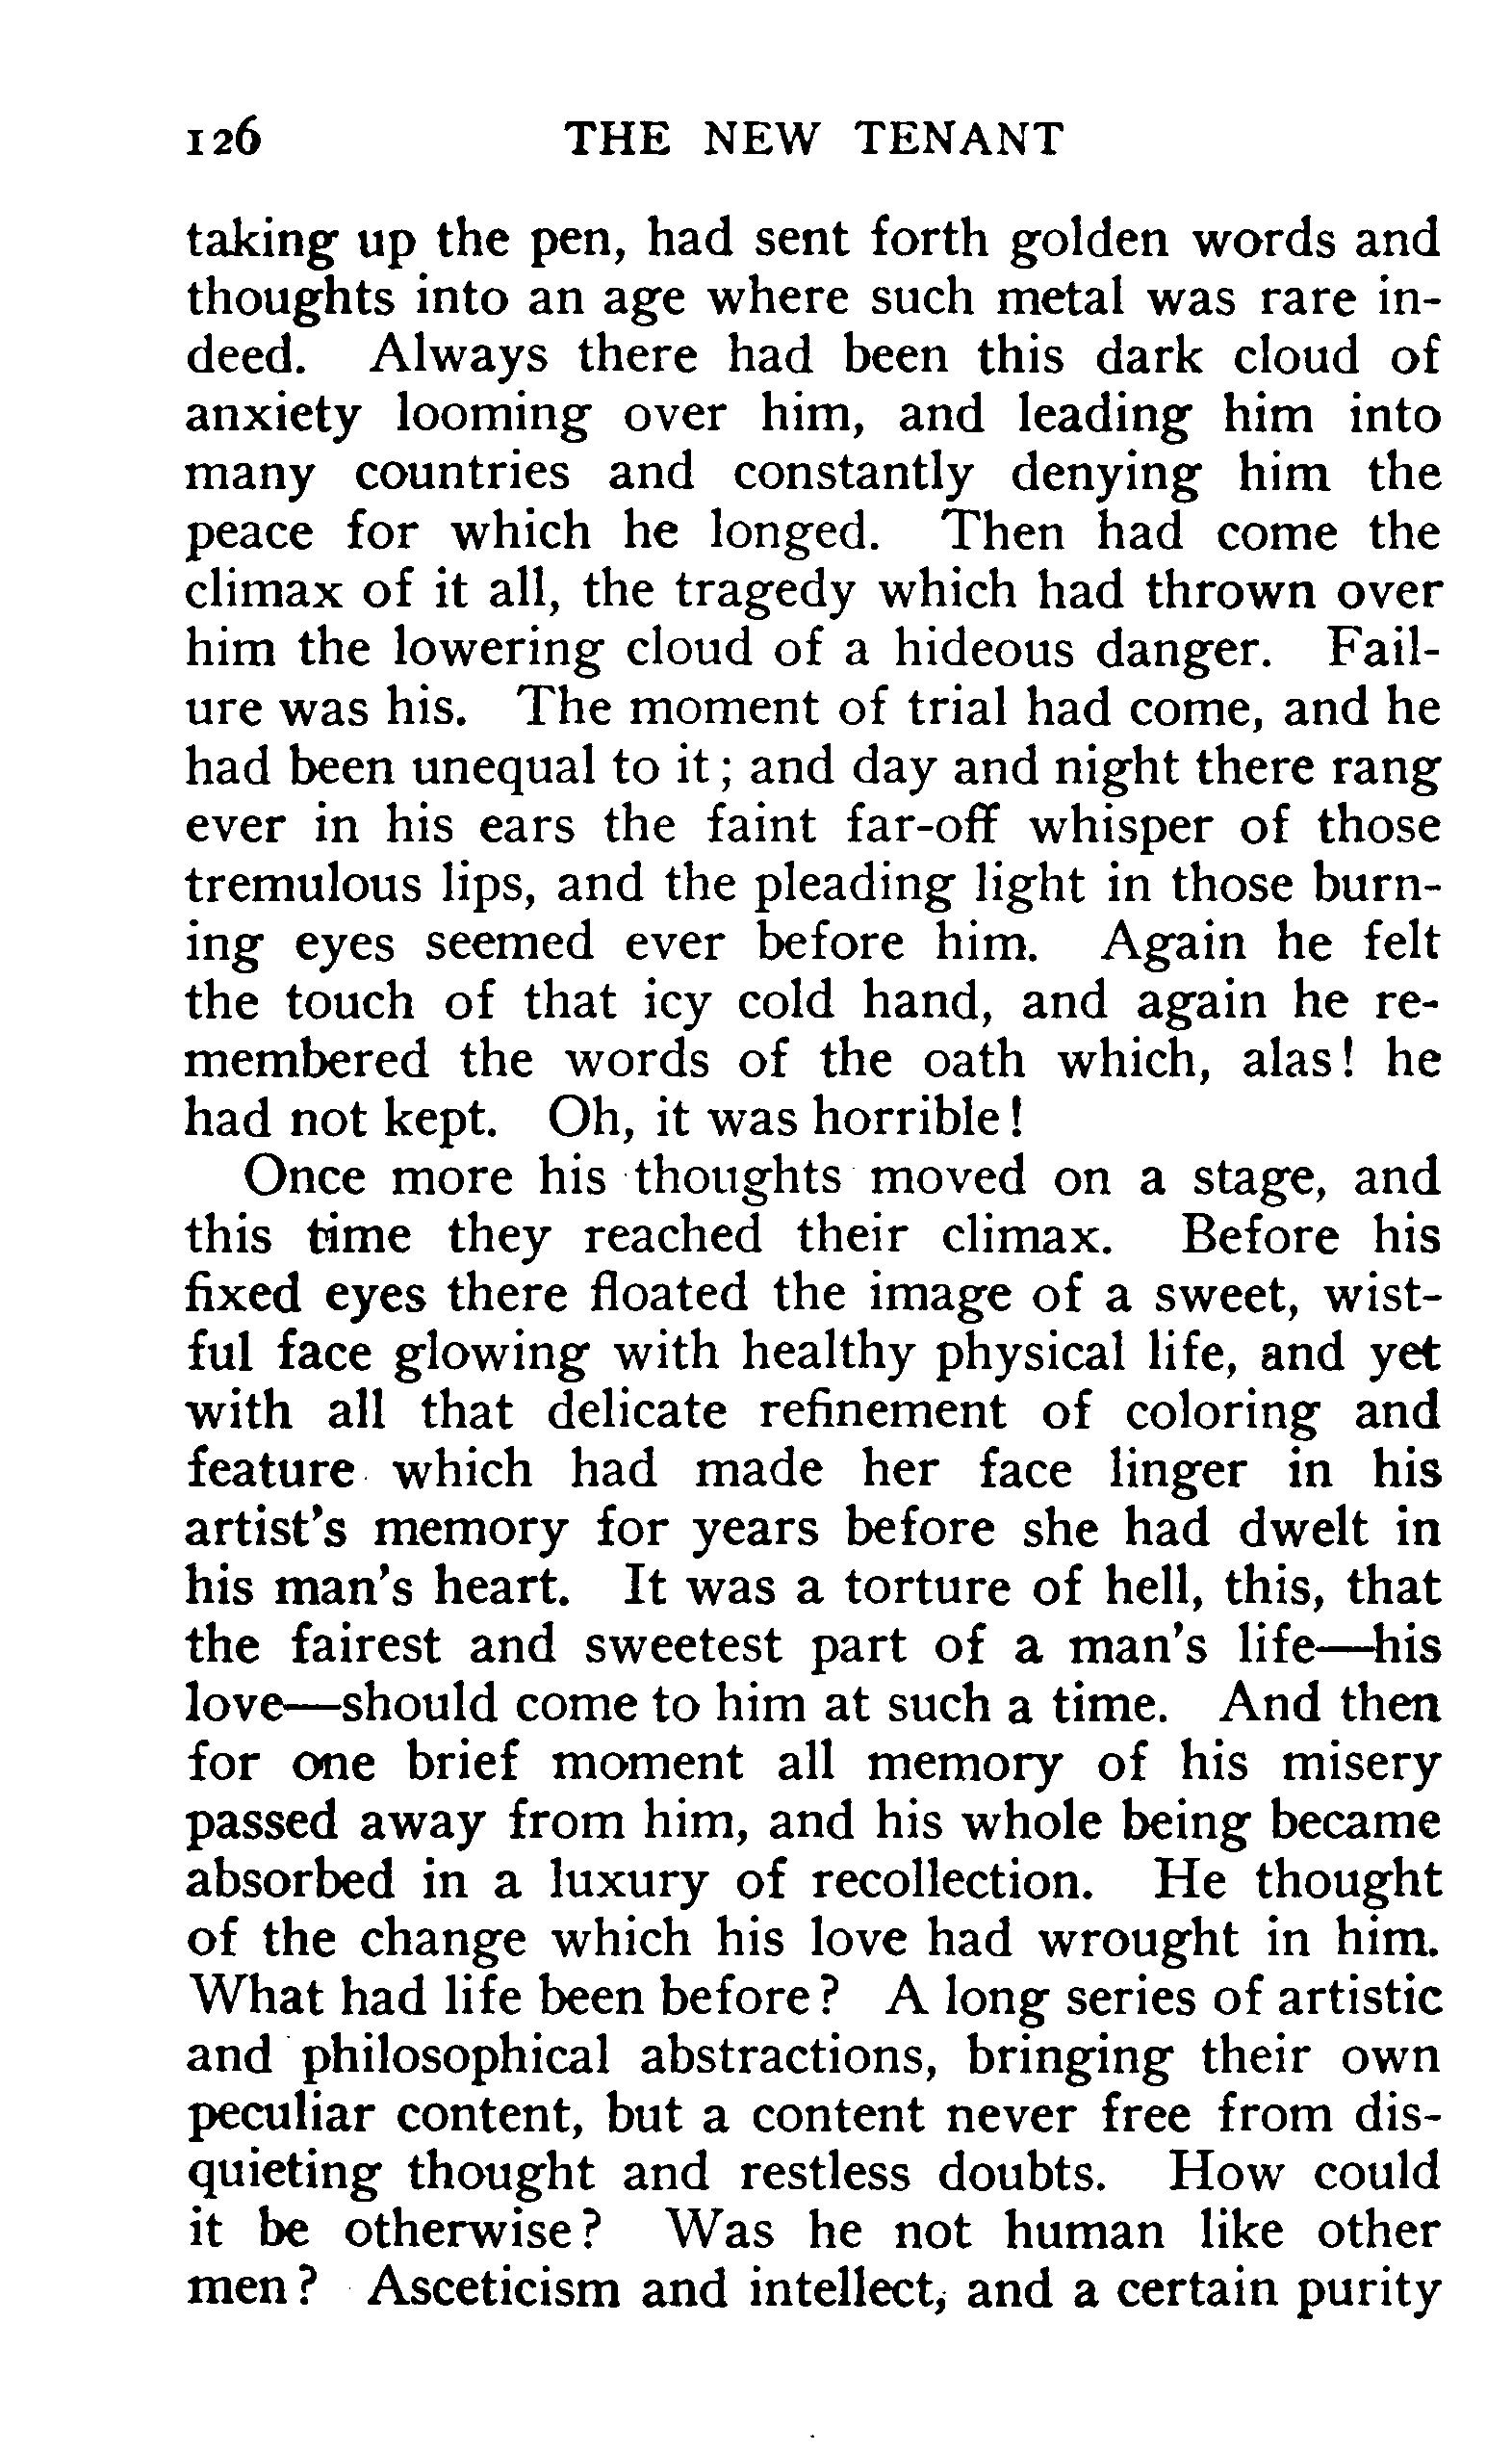 126 THE NEW TENANT
taking up the pen, had sent forth golden words and
thoughts into an age where such metal was rare in-
deed. Always there had been this dark cloud of
anxiety looming over him, and leading him into
many countries and constantly denying him the
peace for which he longed. Then had come the
climax of it all, the tragedy which had thrown over
him the lowering cloud of a hideous danger. Fail-
ure was his. The moment of trial had come, and he
had been unequal to it; and day and night there rang
ever in his ears the faint far-off whisper of those
tremulous lips, and the pleading light in those burn-
ing eyes seemed ever before him. Again he felt
the touch of that icy cold hand, and again he re-
membered the words of the oath which, alas! he
had not kept. Oh, it was horrible!
Once more his thoughts moved on a stage, and
this time they reached their climax. Before his
fixed eyes there floated the image of a sweet, wist-
ful face glowing with healthy physical life, and yet
with all that delicate refinement of coloring and
feature which had made her face linger in his
artist's memory for years before she had dwelt in
his man's heart. It was a torture of hell, this, that
the fairest and sweetest part of a man's life—his
love—should come to him at such a time. And then
for one brief moment all memory of his misery
passed away from him, and his whole being became
absorbed in a luxury of recollection. He thought
of the change which his love had wrought in him.
What had life been before? A long series of artistic
and philosophical abstractions, bringing their own
peculiar content, but a content never free from dis-
quieting thought and restless doubts. How could
it be otherwise? Was he not human like other
men? Asceticism and intellect, and a certain purity